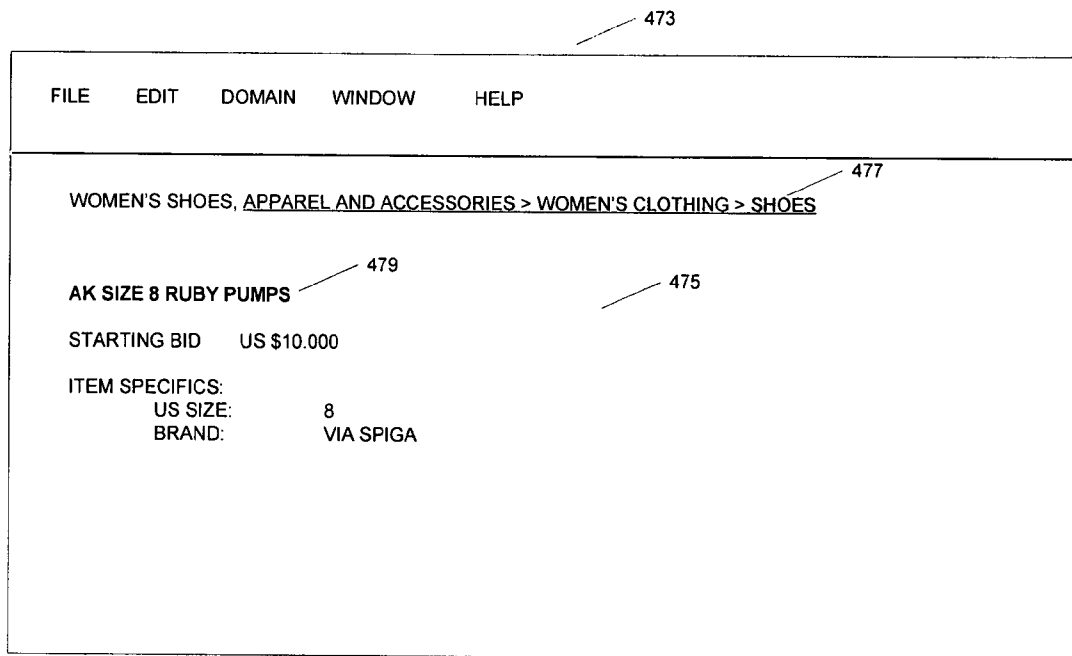 473
FILE EDIT DOMAIN WINDOW HELP
477
WOMEN'S SHOES, APPAREL AND ACCESSORIES > WOMEN'S CLOTHING > SHOES
479
475
AK SIZE 8 RUBY PUMPS
STARTING BID US $10.000
ITEM SPECIFICS:
US SIZE: 8
BRAND: VIA SPIGA